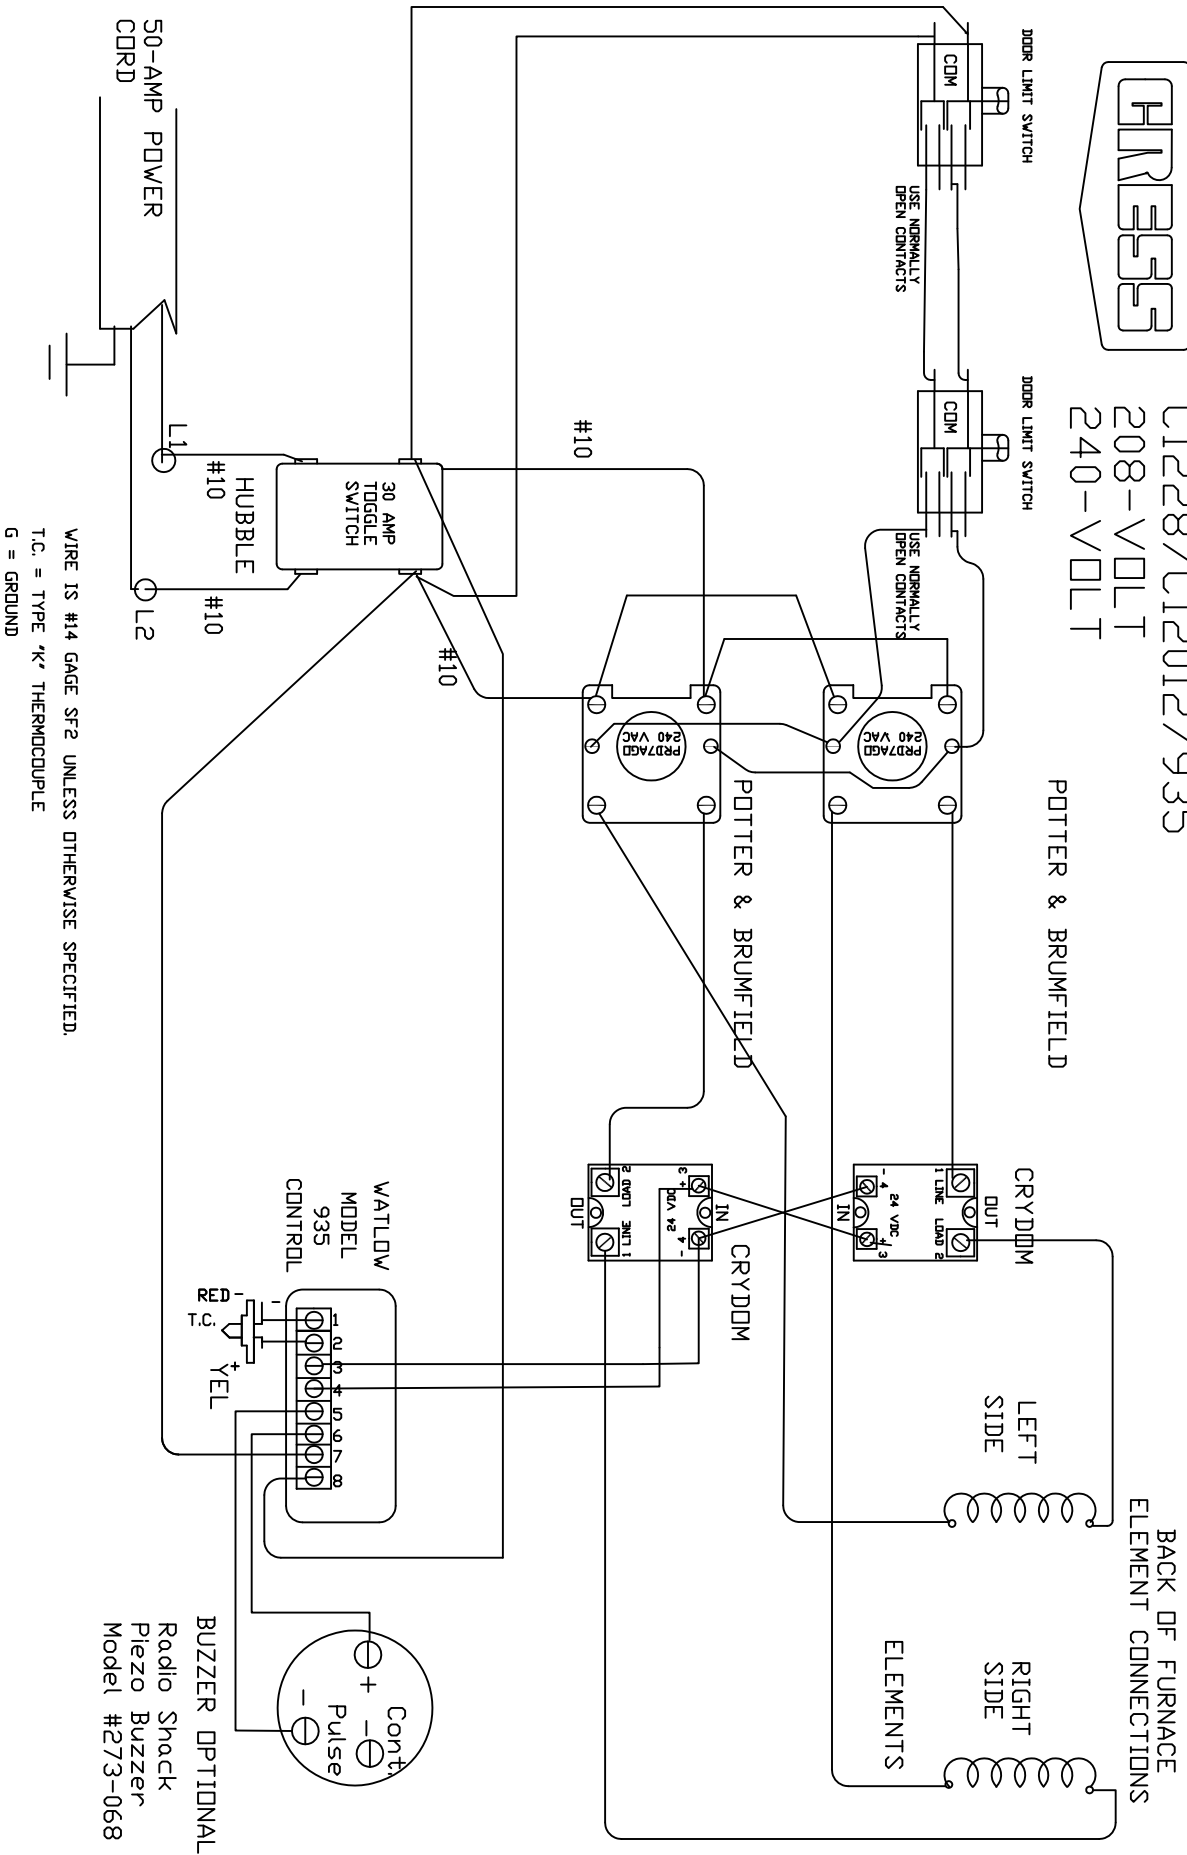 CRESS
C1228/C12012/935
208-VOLT
240-VOLT
DOOR LIMIT SWITCH
COM
USE NORMALLY
OPEN CONTACTS
DOOR LIMIT SWITCH
COM
USE NORMALLY
OPEN CONTACTS
50-AMP POWER
CORD
L1
#10
L2
#10
HUBBLE
30 AMP
TOGGLE
SWITCH
#10
#10
WIRE IS #14 GAGE SF2 UNLESS OTHERWISE SPECIFIED.
T.C. = TYPE "K" THERMOCOUPLE
G = GROUND
PRD7AGO
240 VAC
POTTER & BRUMFIELD
PRD7AGO
240 VAC
POTTER & BRUMFIELD
CRYDOM
OUT
1 LINE LOAD 2
24 VDC
- 4 + 3
IN
CRYDOM
IN
3 + 4 -
24 VDC
2 LOAD LINE 1
OUT
WATLOW
MODEL
935
CONTROL
1
2
3
4
5
6
7
8
RED -
-
T.C.
+
YEL
BACK OF FURNACE
ELEMENT CONNECTIONS
LEFT
SIDE
RIGHT
SIDE
ELEMENTS
+ -
Cont.
Pulse
-
BUZZER OPTIONAL
Radio Shack
Piezo Buzzer
Model #273-068